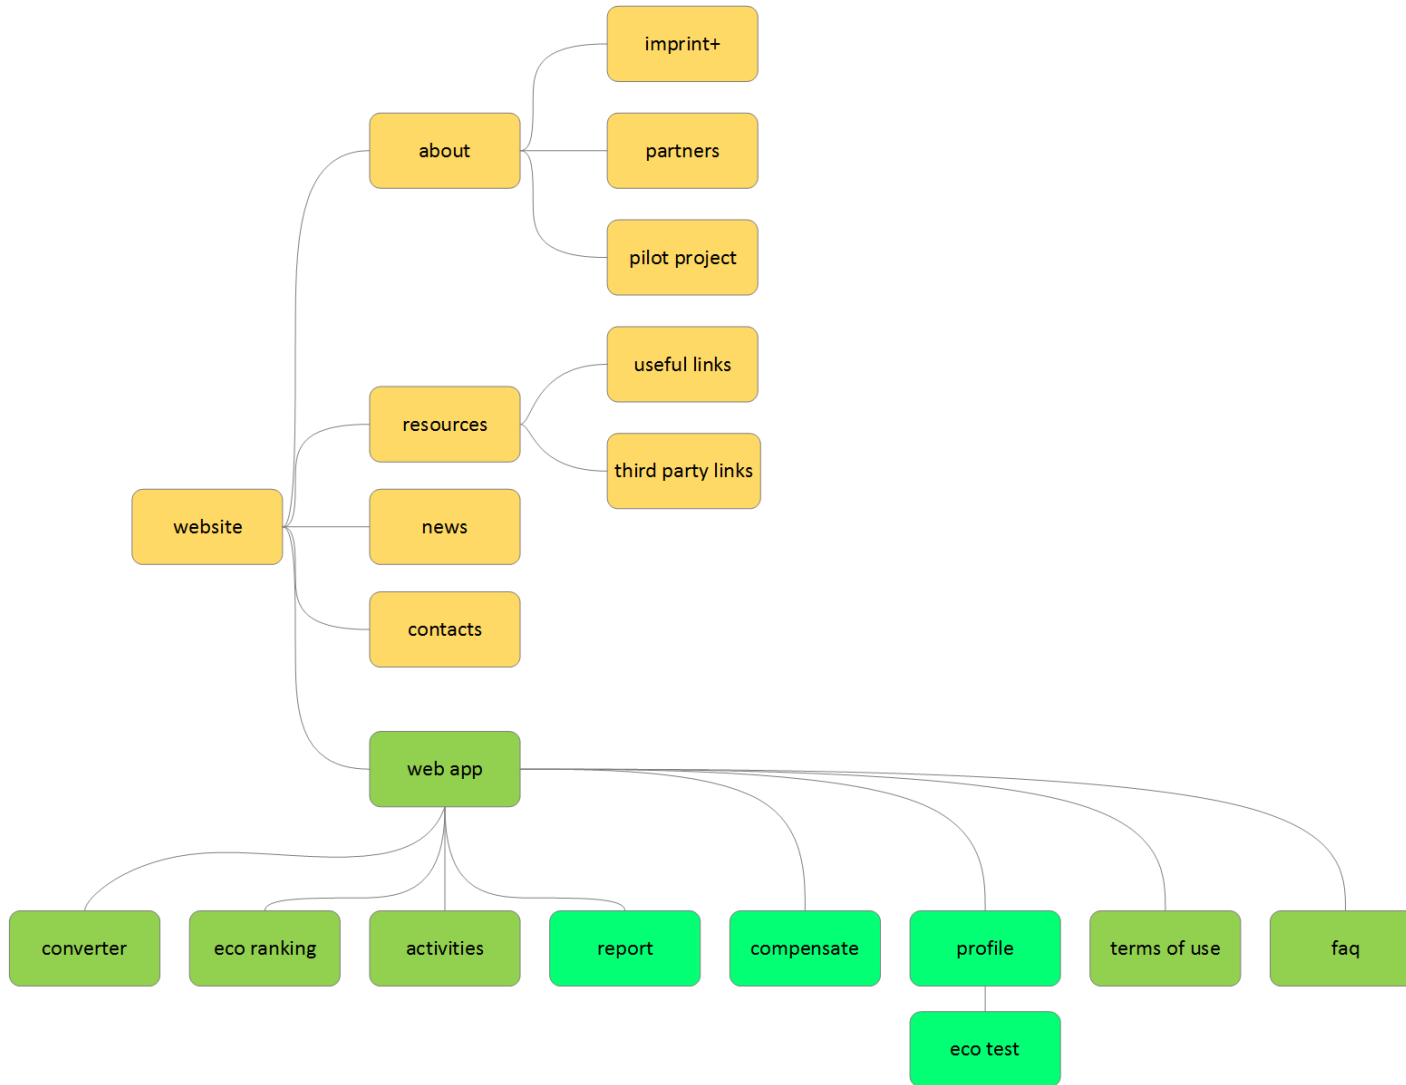 imprint+
about
partners
pilot project
useful links
resources
third party links
website
news
contacts
web app
converter
eco ranking
activities
report
compensate
profile
terms of use
faq
eco test